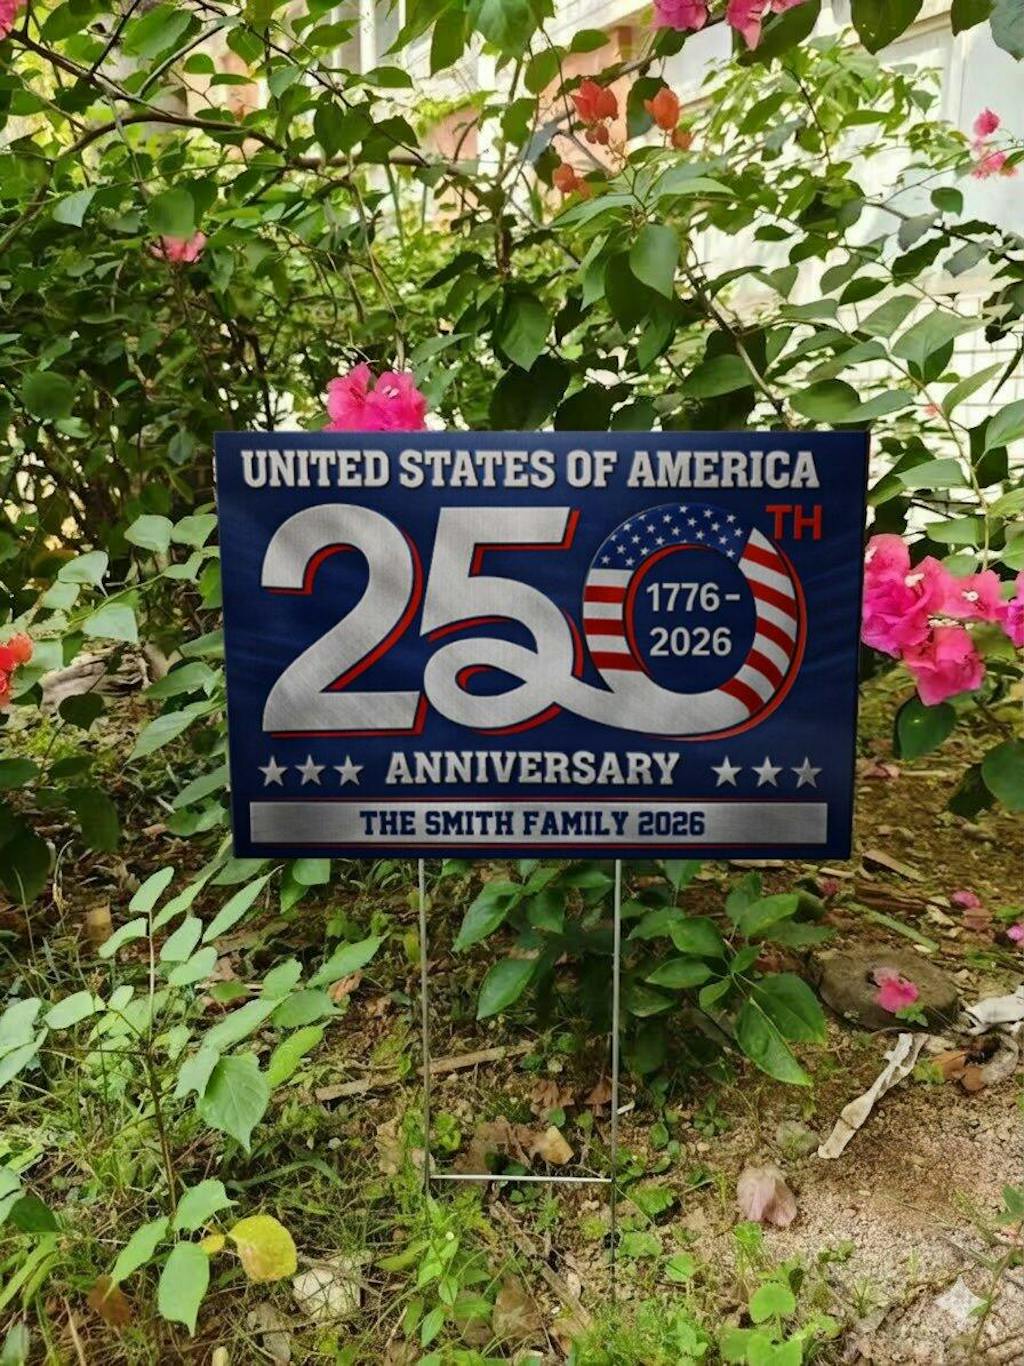 UNITED STATES OF AMERICA
250TH
1776-
2026
ANNIVERSARY
THE SMITH FAMILY 2026